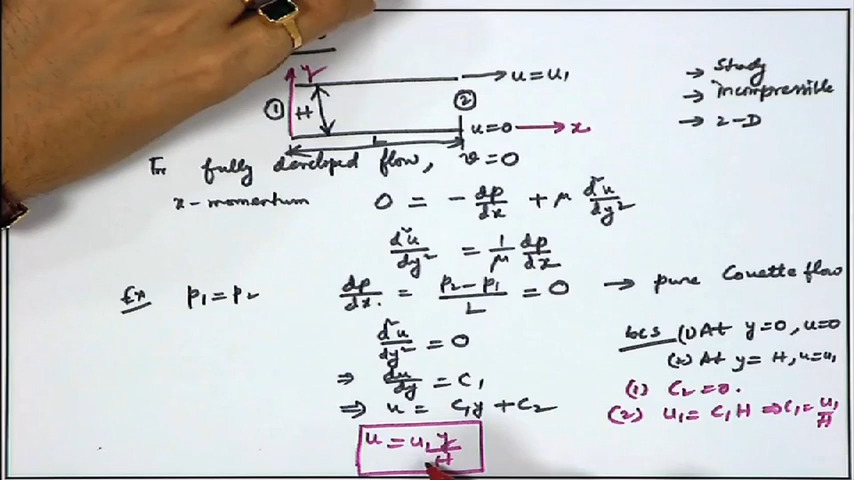 y
→ u = u₁
→ Steady
① H ②
→ incompressible
u = 0 → x
→ 2-D
L
For fully developed flow, v = 0
x-momentum 0 = - dp/dx + μ d²u/dy²
d²u/dy² = 1/μ dp/dx
Ex p₁ = p₂ dp/dx. = p₂ - p₁/L = 0 → pure Couette flow
d²u/dy² = 0
bcs (1) At y = 0, u = 0
(2) At y = H, u = u₁
⇒ du/dy = C₁
(1) C₂ = 0.
⇒ u = C₁y + C₂
(2) u₁ = C₁H ⇒ C₁ = u₁/H
u = u₁ y/H